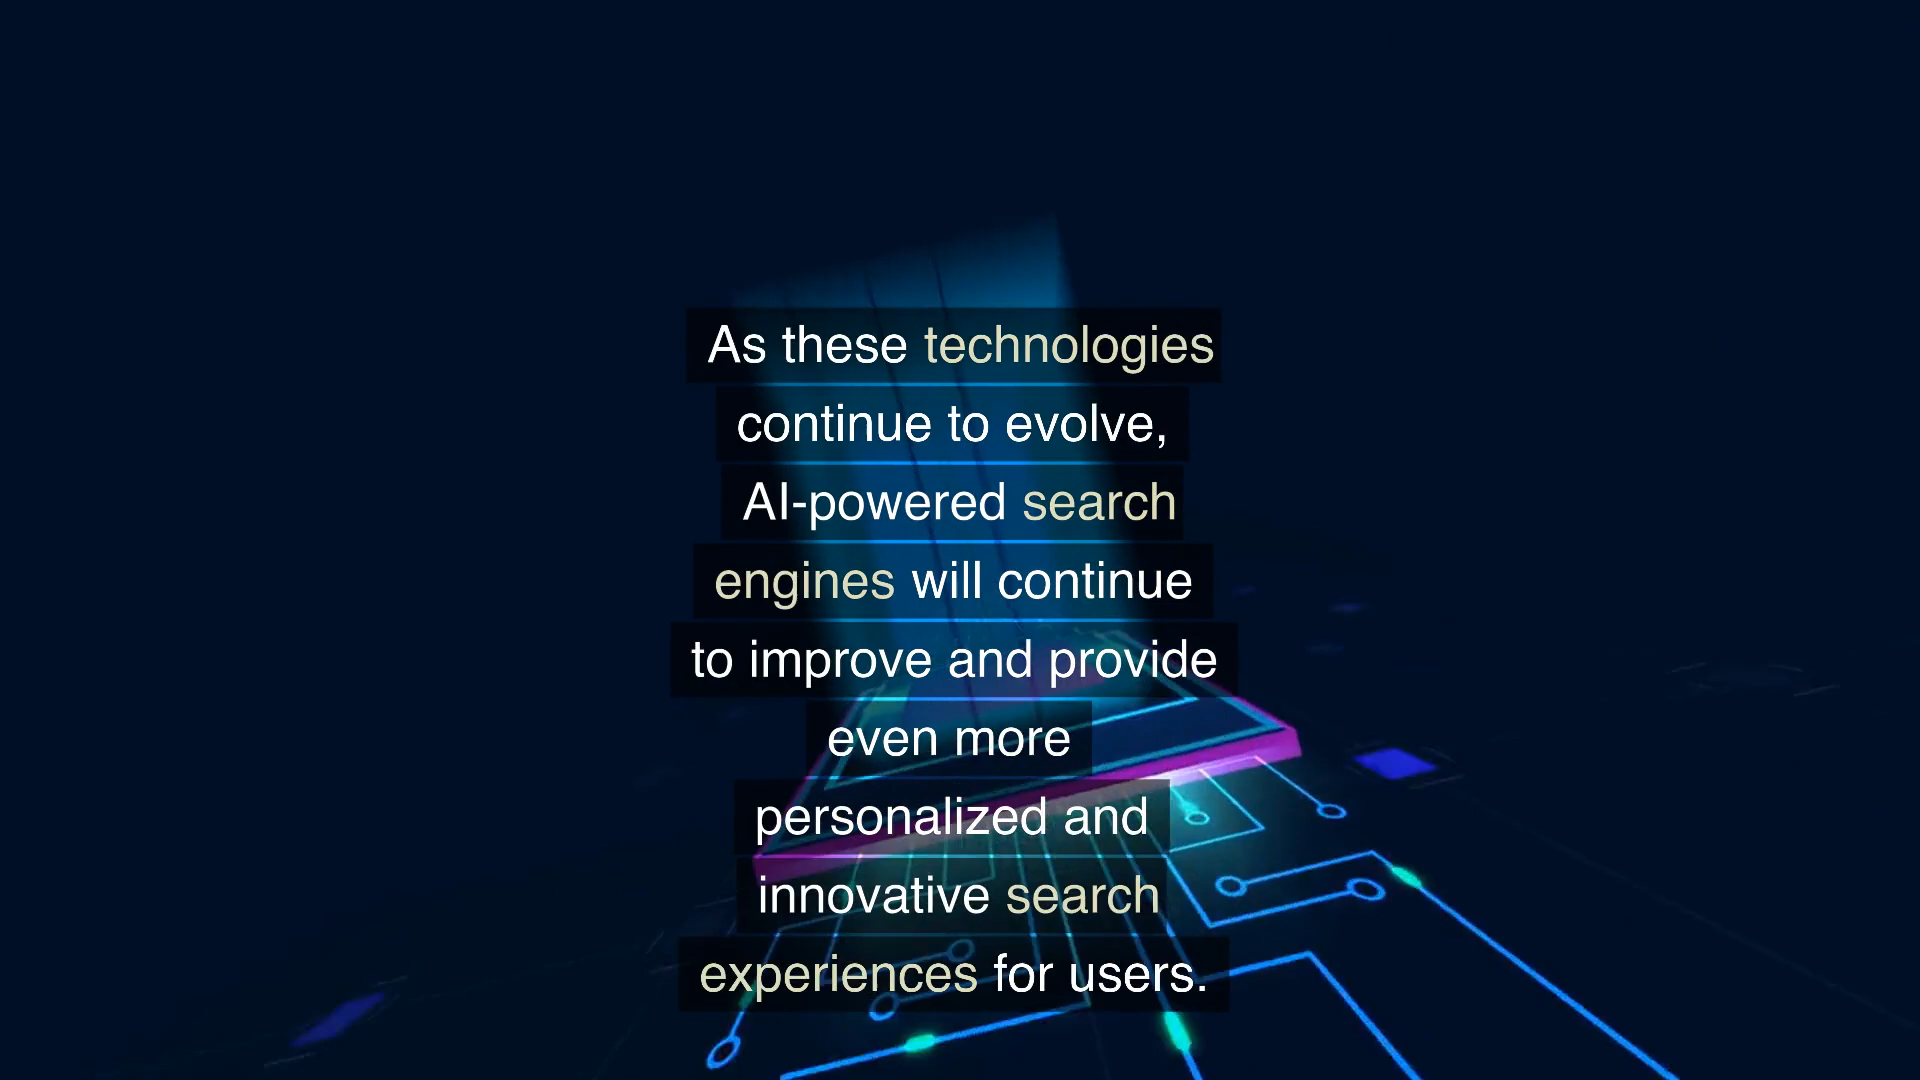 As these technologies
continue to evolve,
AI-powered search
engines will continue
to improve and provide
even more
personalized and
innovative search
experiences for users.